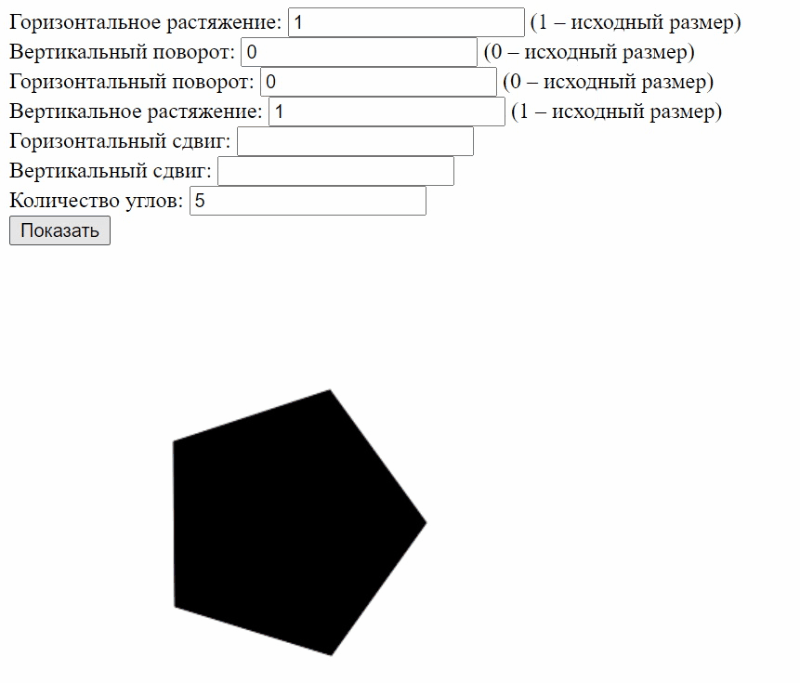 Горизонтальное растяжение: 1 (1 – исходный размер)
Вертикальный поворот: 0 (0 – исходный размер)
Горизонтальный поворот: 0 (0 – исходный размер)
Вертикальное растяжение: 1 (1 – исходный размер)
Горизонтальный сдвиг:
Вертикальный сдвиг:
Количество углов: 5
Показать